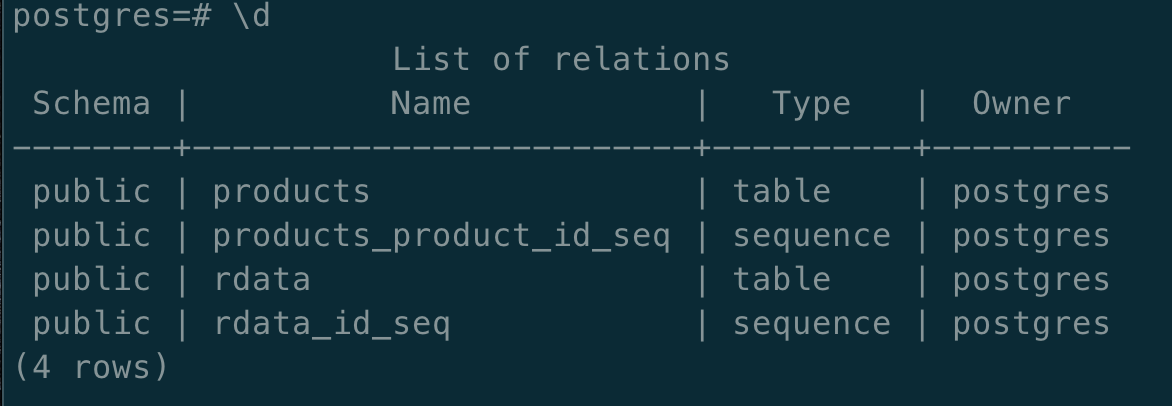 postgres=# \d
                   List of relations
 Schema |          Name           |   Type   |  Owner
--------+-------------------------+----------+----------
 public | products                | table    | postgres
 public | products_product_id_seq | sequence | postgres
 public | rdata                   | table    | postgres
 public | rdata_id_seq            | sequence | postgres
(4 rows)